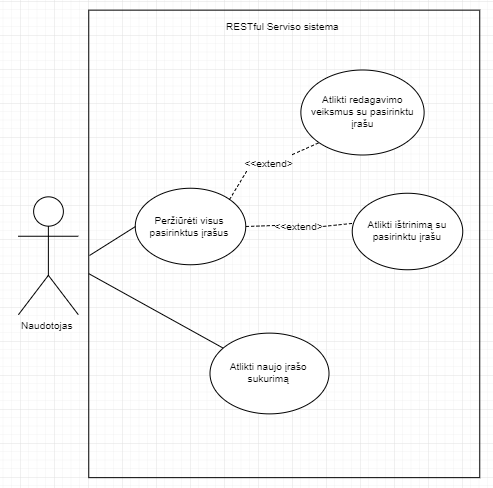 RESTful Serviso sistema
Atlikti redagavimo
veiksmus su pasirinktu
įrašu
<<extend>
Peržiūrėti visus
pasirinktus įrašus
<<extend>
Atlikti ištrinimą su
pasirinktu įrašu
Naudotojas
Atlikti naujo įrašo
sukurimą